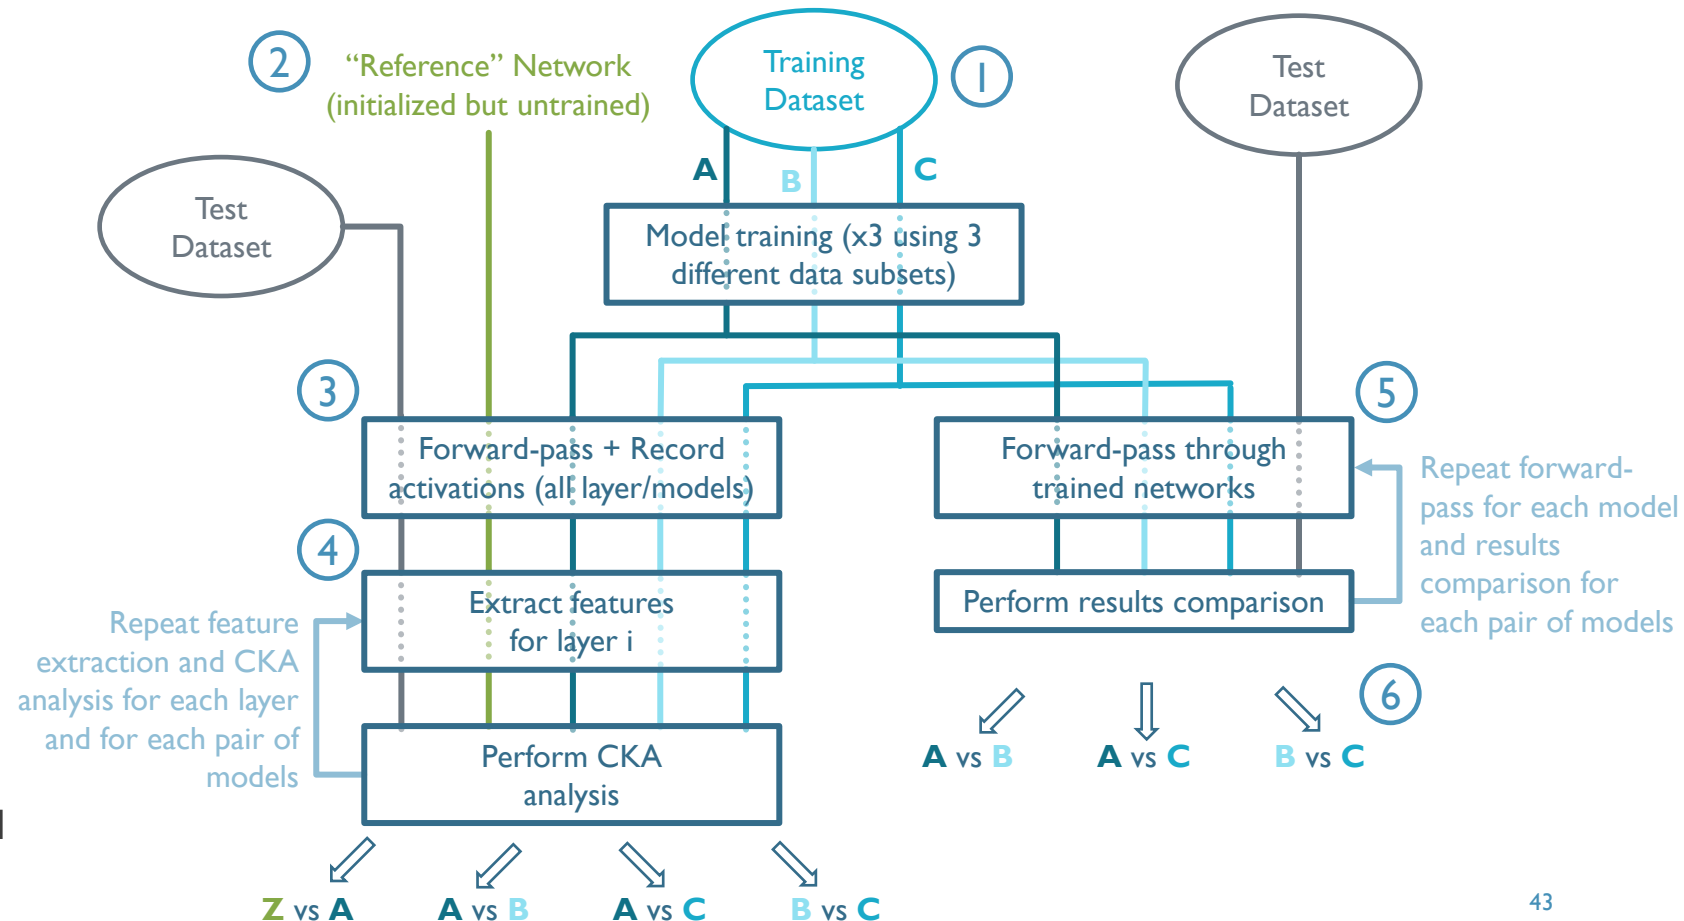 2
“Reference” Network
(initialized but untrained)
Training
Dataset
1
Test
Dataset
Test
Dataset
A
B
C
Model training (x3 using 3
different data subsets)
3
Forward-pass + Record
activations (all layer/models)
4
Extract features
for layer i
Repeat feature
extraction and CKA
analysis for each layer
and for each pair of
models
Perform CKA
analysis
Z vs A
A vs B
A vs C
B vs C
5
Forward-pass through
trained networks
Repeat forward-
pass for each model
and results
comparison for
each pair of models
Perform results comparison
6
A vs B
A vs C
B vs C
43